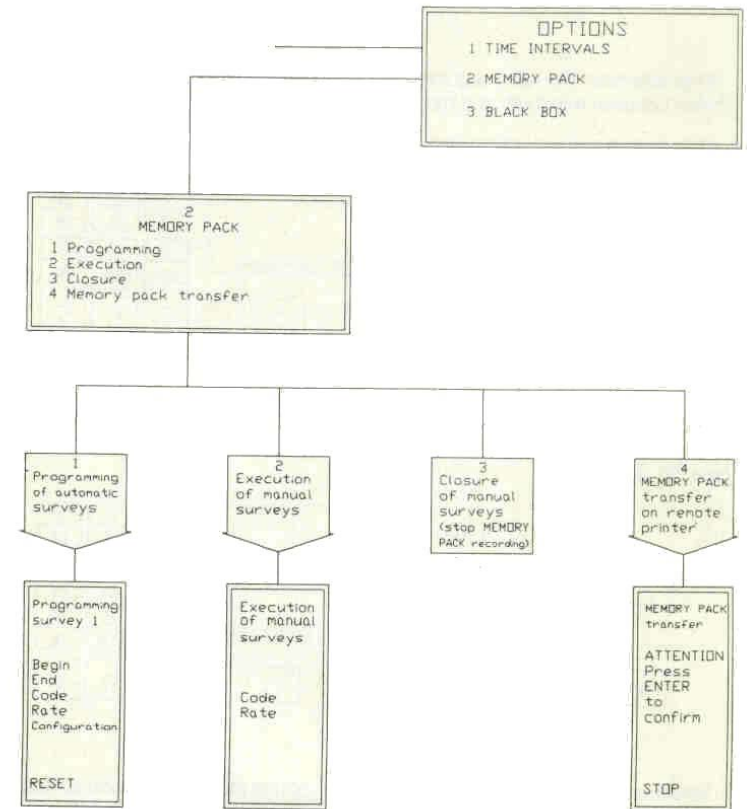 OPTIONS
1 TIME INTERVALS
2 MEMORY PACK
3 BLACK BOX
2
MEMORY PACK
1 Programming
2 Execution
3 Closure
4 Memory pack transfer
1
Programming
of automatic
surveys
2
Execution
of manual
surveys
3
Closure
of manual
surveys
(stop MEMORY
PACK recording)
4
MEMORY PACK
transfer
on remote
printer
Programming
survey 1
Begin
End
Code
Rate
Configuration
RESET
Execution
of manual
surveys
Code
Rate
MEMORY PACK
transfer
ATTENTION
Press
ENTER
to
confirm
STOP